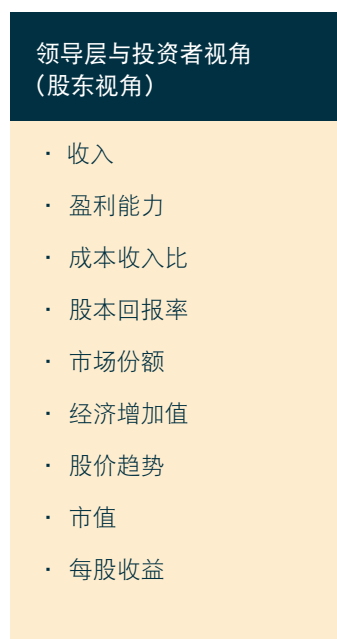 领导层与投资者视角
（股东视角）
· 收入
· 盈利能力
· 成本收入比
· 股本回报率
· 市场份额
· 经济增加值
· 股价趋势
· 市值
· 每股收益